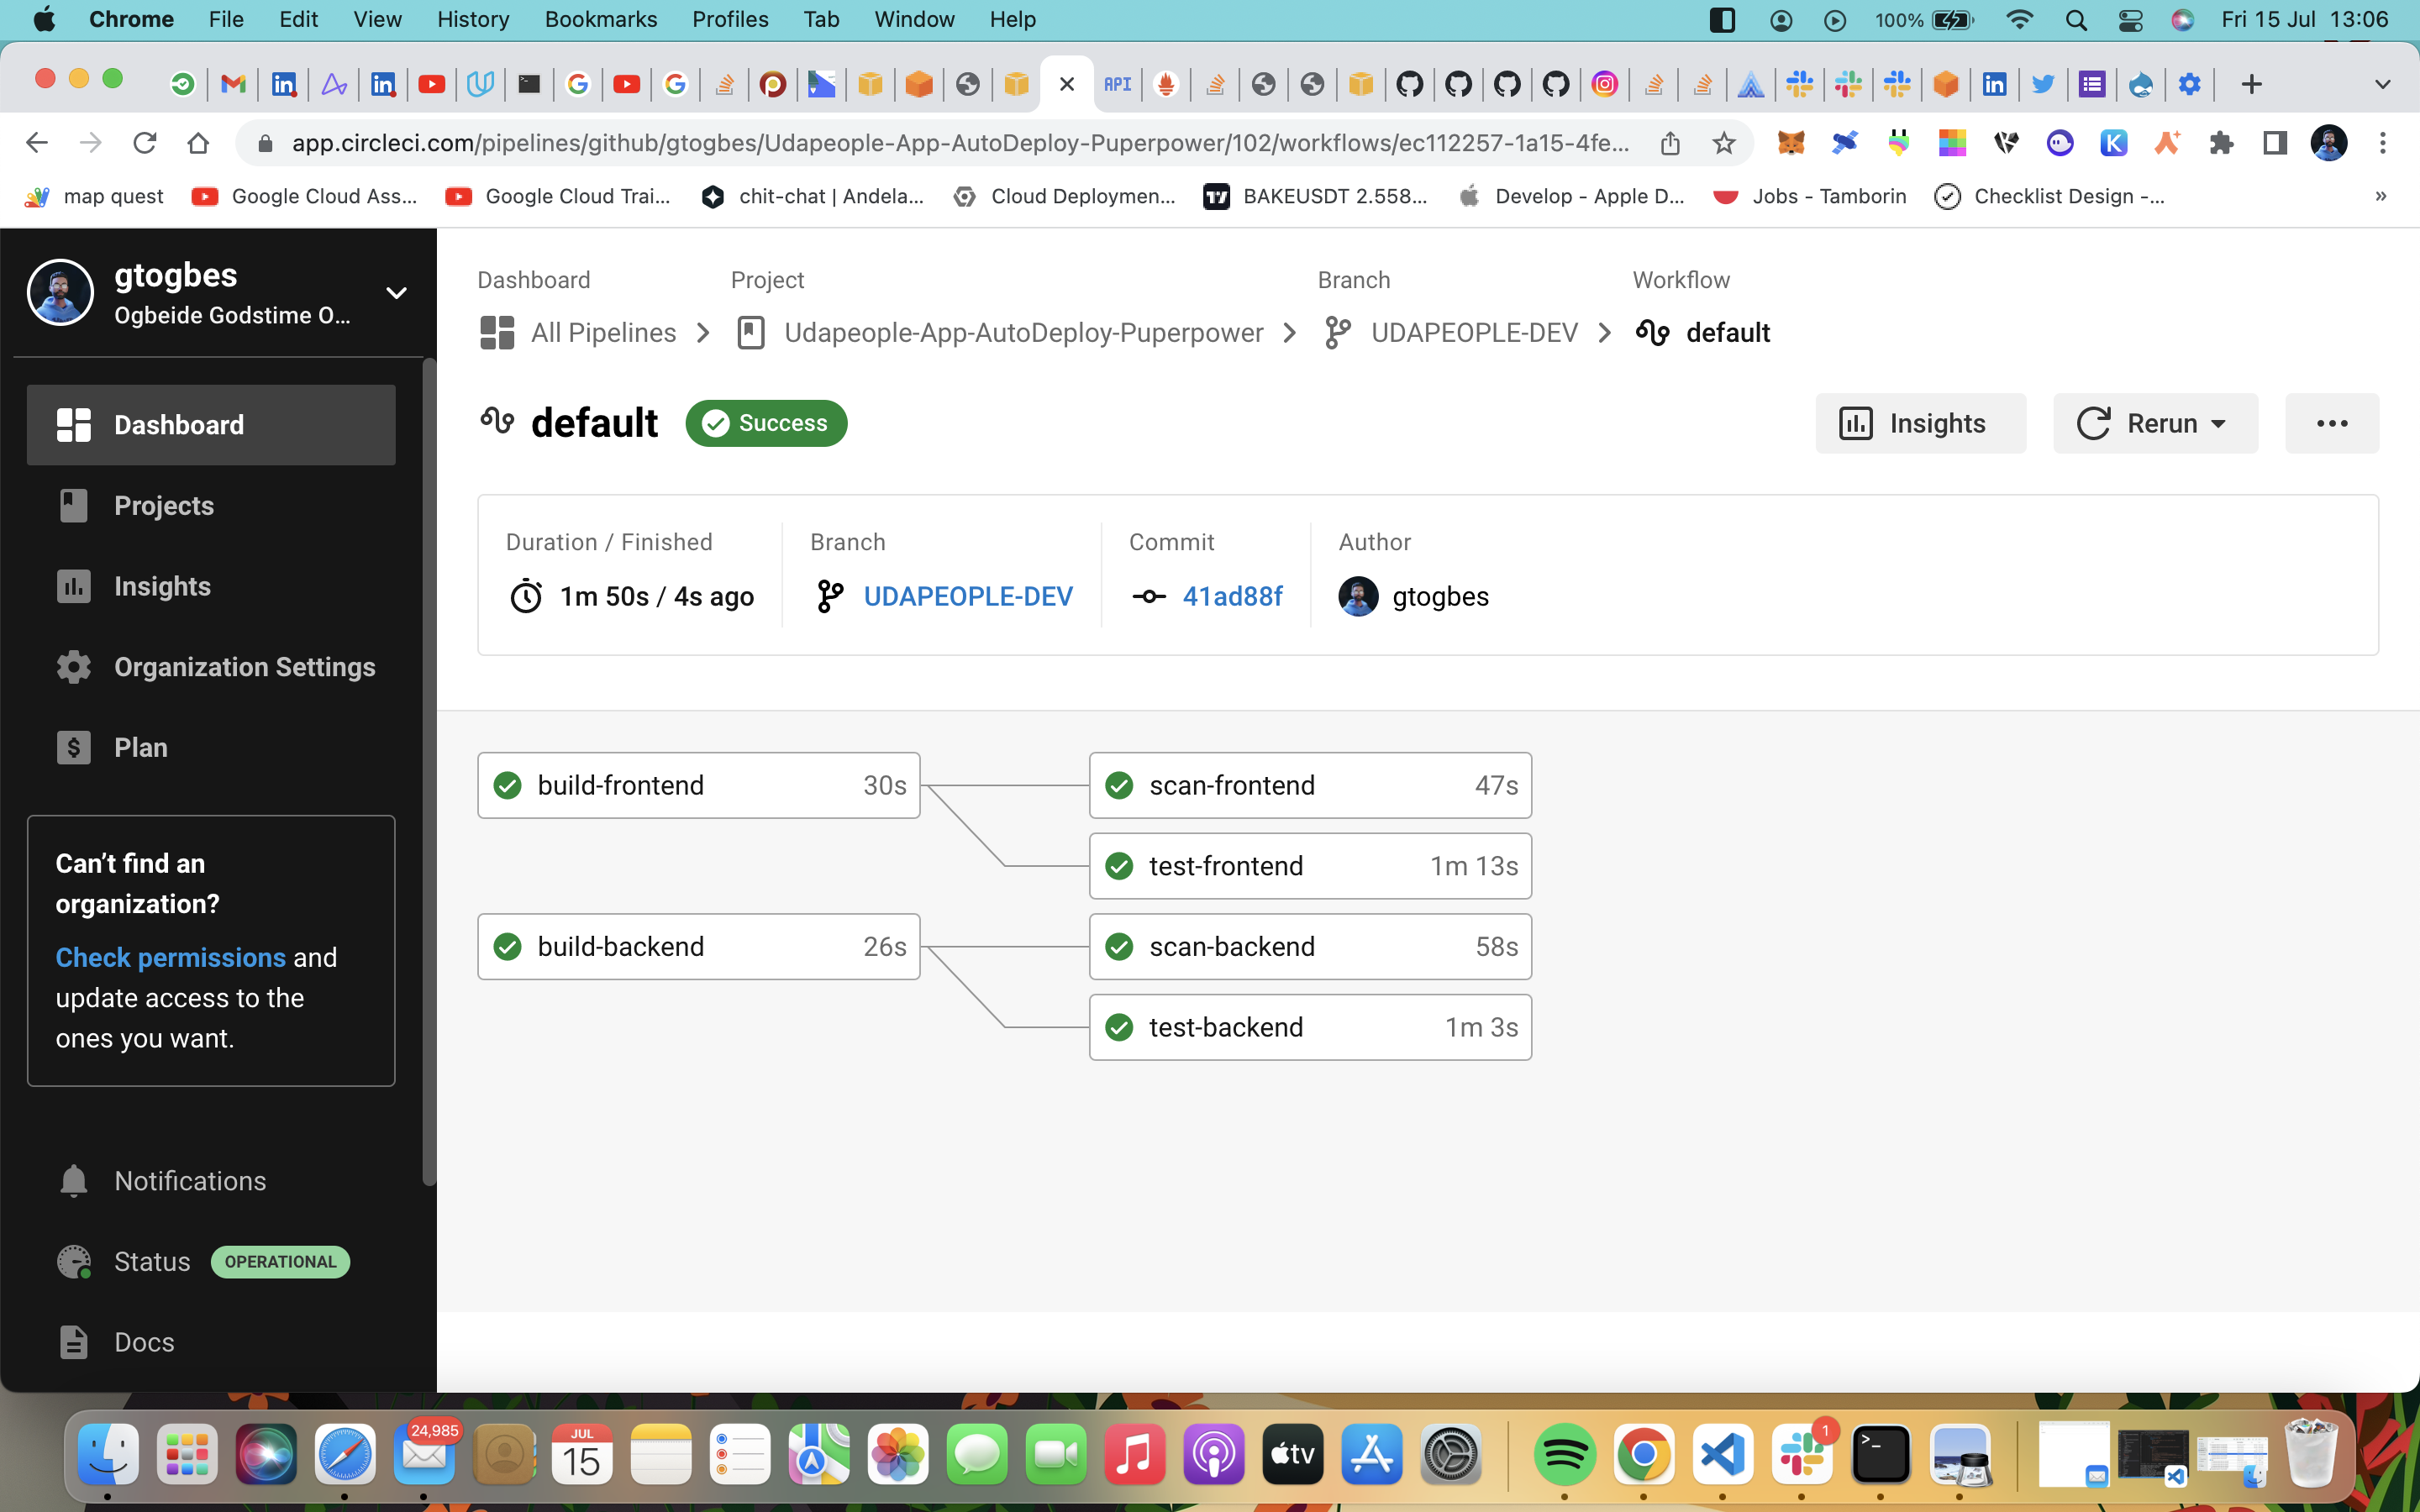 Chrome File Edit View History Bookmarks Profiles Tab Window Help 100% Fri 15 Jul 13:06
API
app.circleci.com/pipelines/github/gtogbes/Udapeople-App-AutoDeploy-Puperpower/102/workflows/ec112257-1a15-4fe...
map quest Google Cloud Ass... Google Cloud Trai... chit-chat | Andela... Cloud Deploymen... BAKEUSDT 2.558... Develop - Apple D... Jobs - Tamborin Checklist Design -... »
gtogbes
Ogbeide Godstime O...
Dashboard
Projects
Insights
Organization Settings
Plan
Can't find an
organization?
Check permissions and
update access to the
ones you want.
Notifications
Status OPERATIONAL
Docs
Dashboard Project Branch Workflow
All Pipelines Udapeople-App-AutoDeploy-Puperpower UDAPEOPLE-DEV default
default Success Insights Rerun
Duration / Finished Branch Commit Author
1m 50s / 4s ago UDAPEOPLE-DEV 41ad88f gtogbes
build-frontend 30s scan-frontend 47s
test-frontend 1m 13s
build-backend 26s scan-backend 58s
test-backend 1m 3s
24,985
JUL
15
tv
1